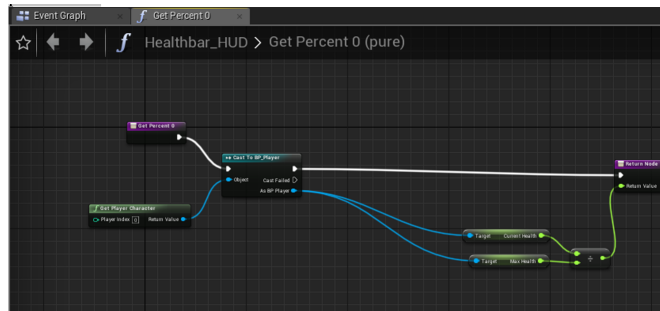 Event Graph
Get Percent 0
Healthbar_HUD > Get Percent 0 (pure)
Get Percent 0
Cast To BP_Player
Object
Cast Failed
As BP Player
Get Player Character
Player Index 0 Return Value
Return Node
Return Value
Target Current Health
Target Max Health
÷